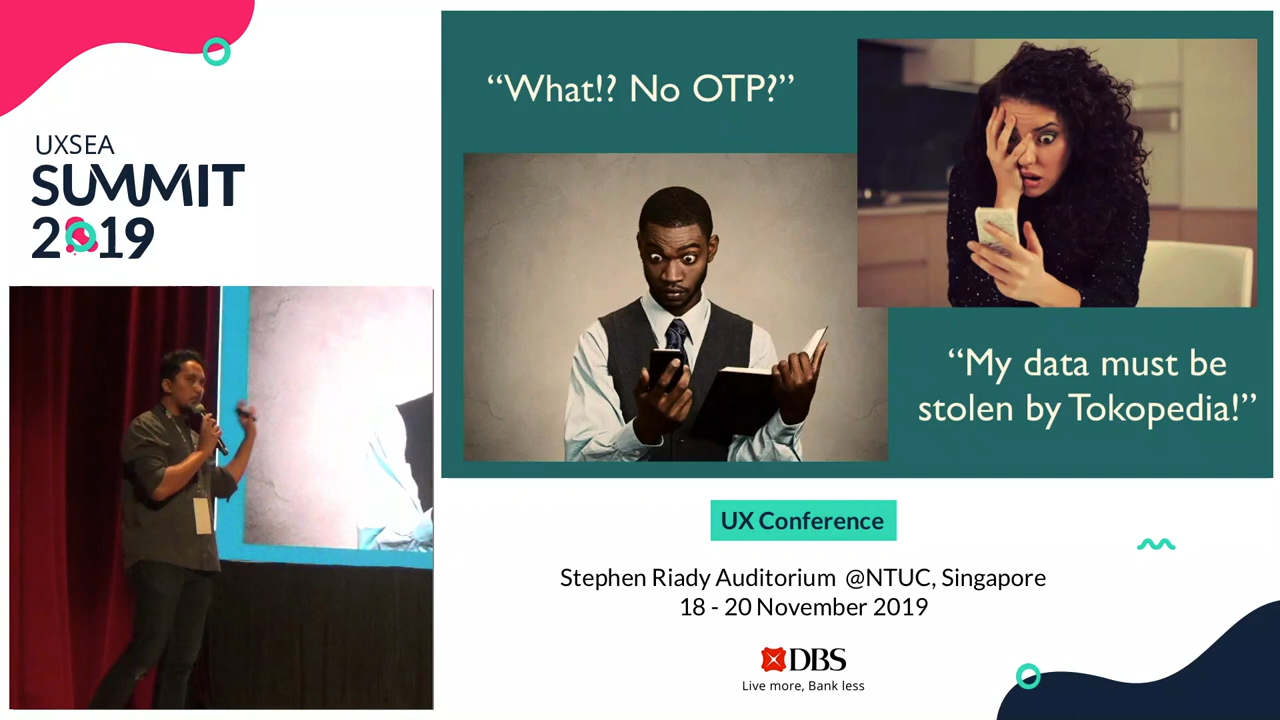 UXSEA
SUMMIT
2019
“What!? No OTP?”
“My data must be
stolen by Tokopedia!”
UX Conference
Stephen Riady Auditorium @NTUC, Singapore
18 - 20 November 2019
DBS
Live more, Bank less